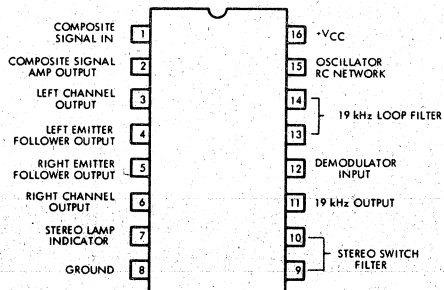 COMPOSITE
SIGNAL IN
1
COMPOSITE SIGNAL
AMP OUTPUT
2
LEFT CHANNEL
OUTPUT
3
LEFT EMITTER
FOLLOWER OUTPUT
4
RIGHT EMITTER
FOLLOWER OUTPUT
5
RIGHT CHANNEL
OUTPUT
6
STEREO LAMP
INDICATOR
7
GROUND
8
16
+VCC
15
OSCILLATOR
RC NETWORK
14
13
19 kHz LOOP FILTER
12
DEMODULATOR
INPUT
11
19 kHz OUTPUT
10
9
STEREO SWITCH
FILTER